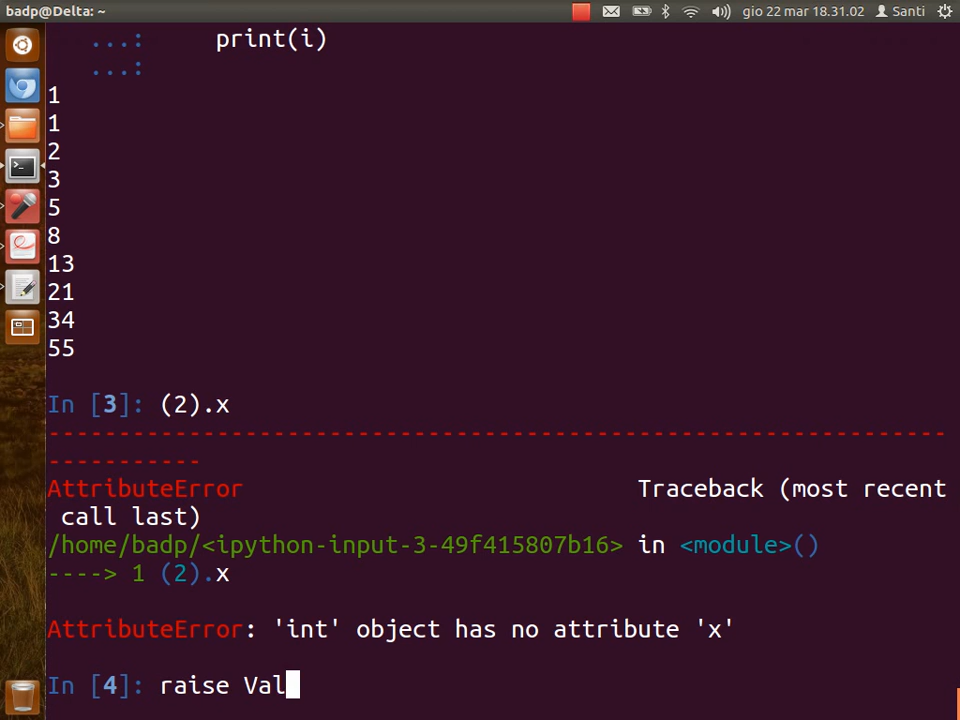 badp@Delta: ~
gio 22 mar 18.31.02
Santi
...: print(i)
...:
1
1
2
3
5
8
13
21
34
55
In [3]: (2).x
---------------------------------------------------------------------------
AttributeError Traceback (most recent
call last)
/home/badp/<ipython-input-3-49f415807b16> in <module>()
----> 1 (2).x
AttributeError: 'int' object has no attribute 'x'
In [4]: raise Val